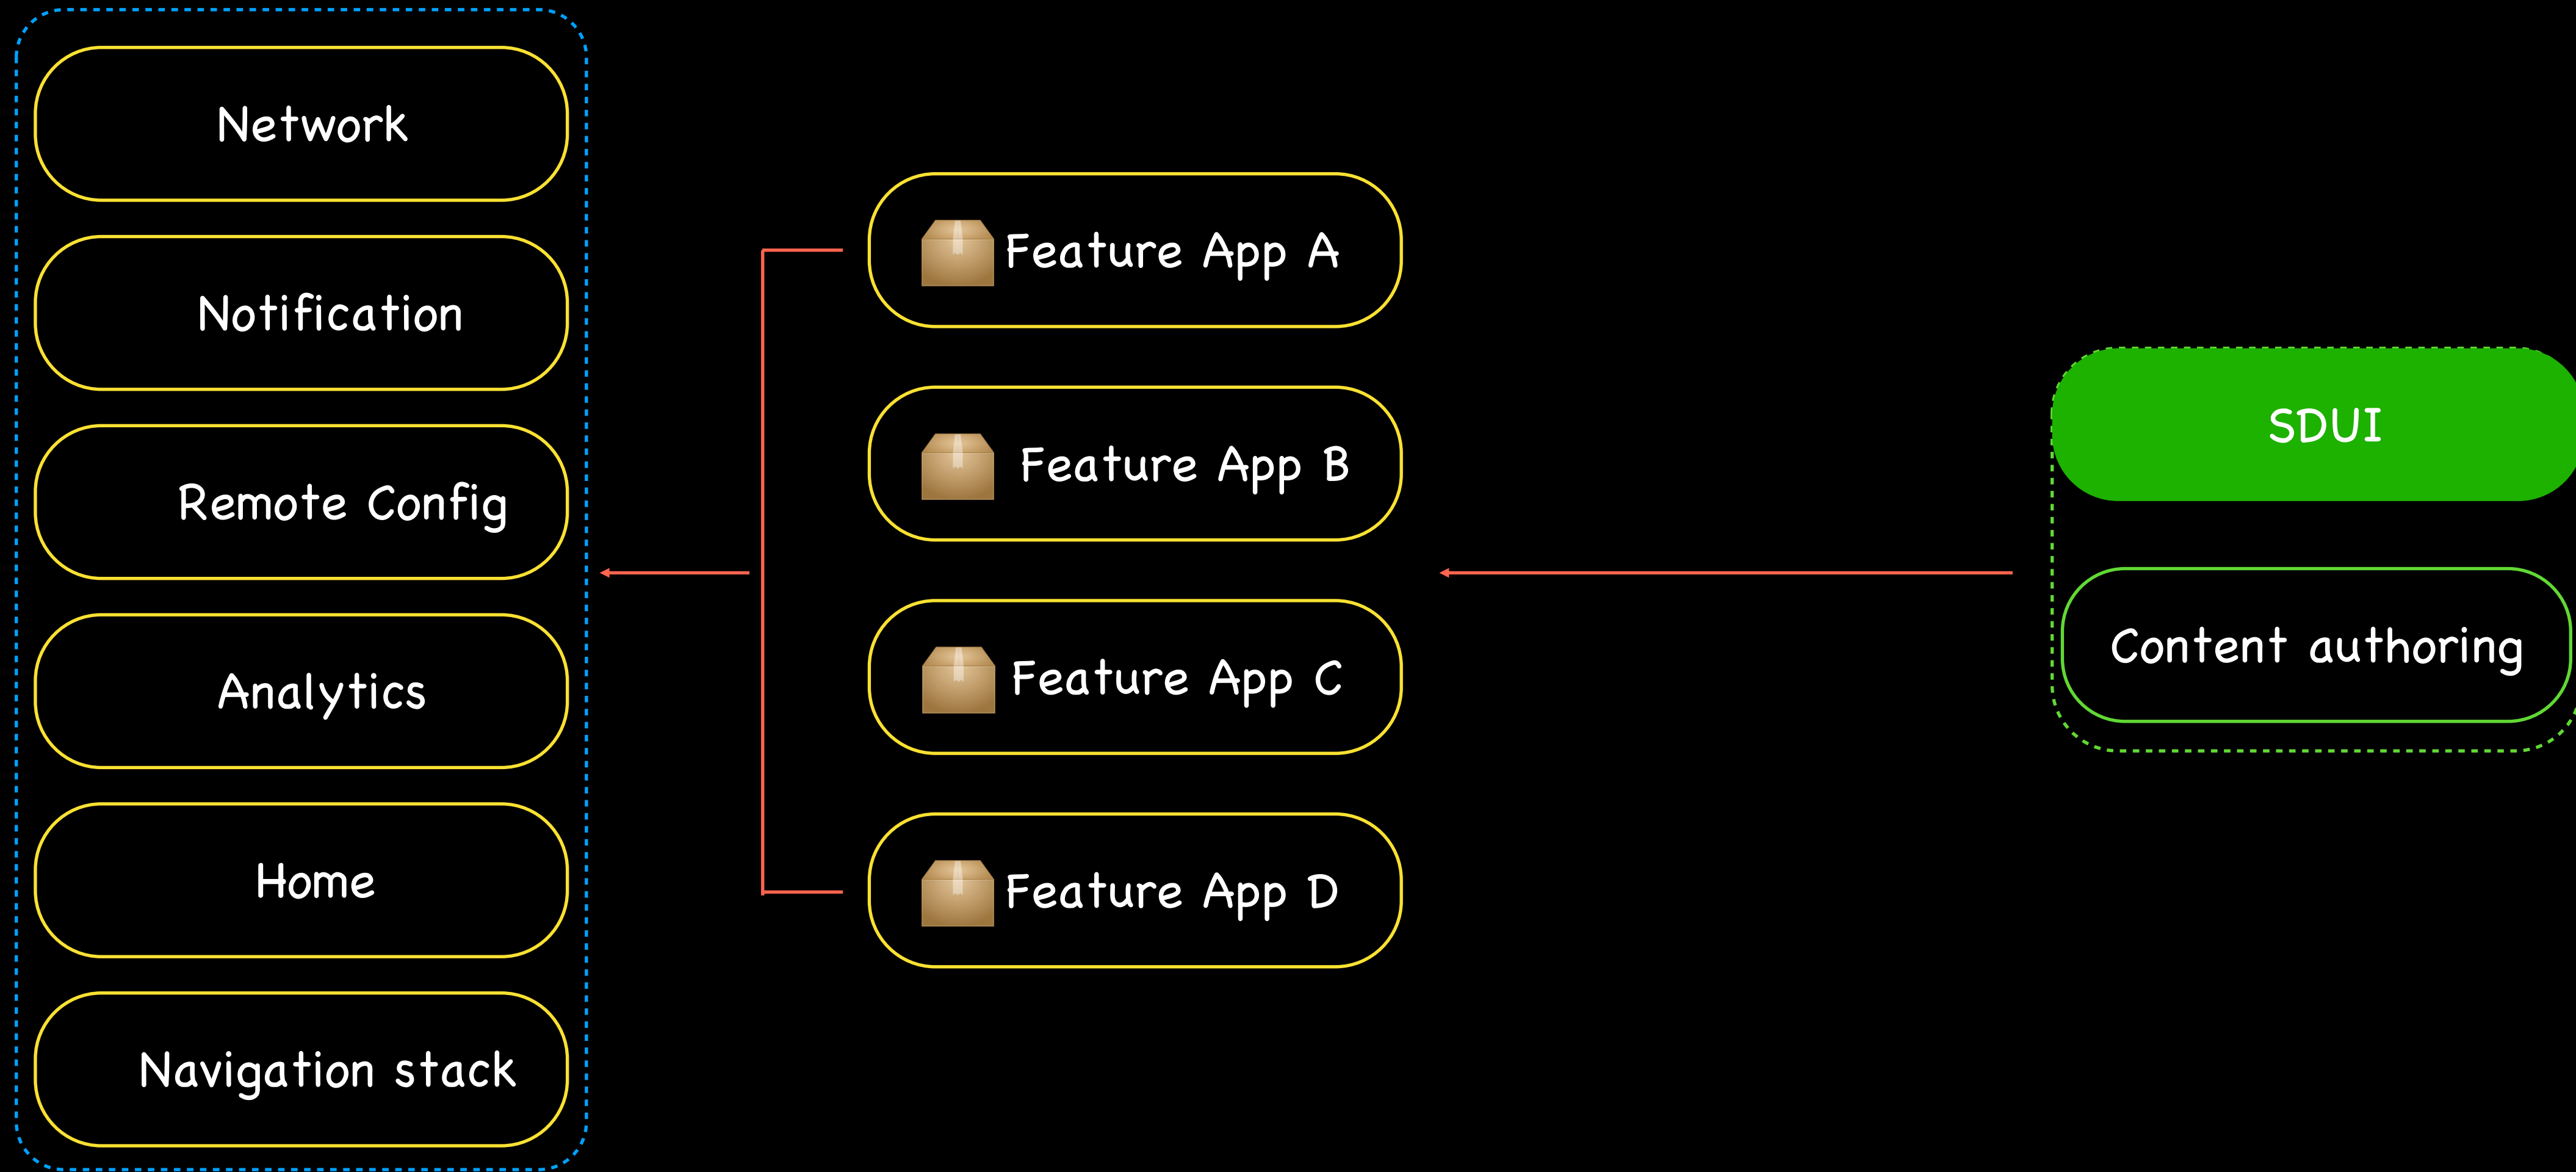 Network
Notification
Remote Config
Analytics
Home
Navigation stack
Feature App A
Feature App B
Feature App C
Feature App D
SDUI
Content authoring